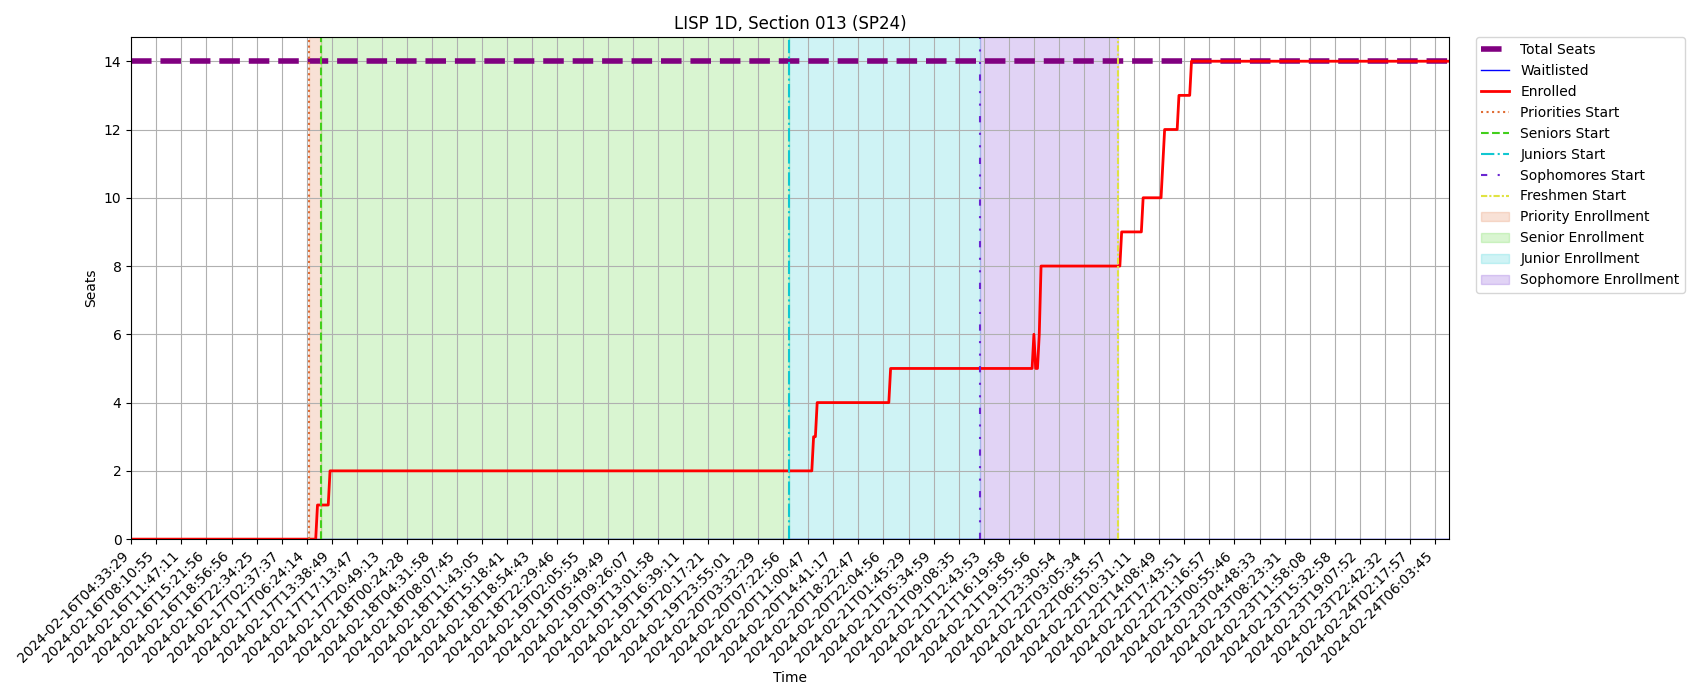 LISP 1D, Section 013 (SP24)
Seats
14
12
10
8
6
4
2
0
2024-02-16T04:33:29
2024-02-16T08:10:55
2024-02-16T11:47:11
2024-02-16T15:21:56
2024-02-16T18:56:56
2024-02-16T22:34:25
2024-02-17T02:37:37
2024-02-17T06:24:14
2024-02-17T13:38:49
2024-02-17T17:13:47
2024-02-17T20:49:13
2024-02-18T00:24:28
2024-02-18T04:31:58
2024-02-18T08:07:45
2024-02-18T11:43:05
2024-02-18T15:18:41
2024-02-18T18:54:43
2024-02-18T22:29:46
2024-02-19T02:05:55
2024-02-19T05:49:49
2024-02-19T09:26:07
2024-02-19T13:01:58
2024-02-19T16:39:11
2024-02-19T20:17:21
2024-02-19T23:55:01
2024-02-20T03:32:29
2024-02-20T07:22:56
2024-02-20T11:00:47
2024-02-20T14:41:17
2024-02-20T18:22:47
2024-02-20T22:04:56
2024-02-21T01:45:29
2024-02-21T05:34:59
2024-02-21T09:08:35
2024-02-21T12:43:53
2024-02-21T16:19:58
2024-02-21T19:55:56
2024-02-21T23:30:54
2024-02-22T03:05:34
2024-02-22T06:55:57
2024-02-22T10:31:11
2024-02-22T14:08:49
2024-02-22T17:43:51
2024-02-22T21:16:57
2024-02-23T00:55:46
2024-02-23T04:48:33
2024-02-23T08:23:31
2024-02-23T11:58:08
2024-02-23T15:32:58
2024-02-23T19:07:52
2024-02-23T22:42:32
2024-02-24T02:17:57
2024-02-24T06:03:45
Time
Total Seats
Waitlisted
Enrolled
Priorities Start
Seniors Start
Juniors Start
Sophomores Start
Freshmen Start
Priority Enrollment
Senior Enrollment
Junior Enrollment
Sophomore Enrollment